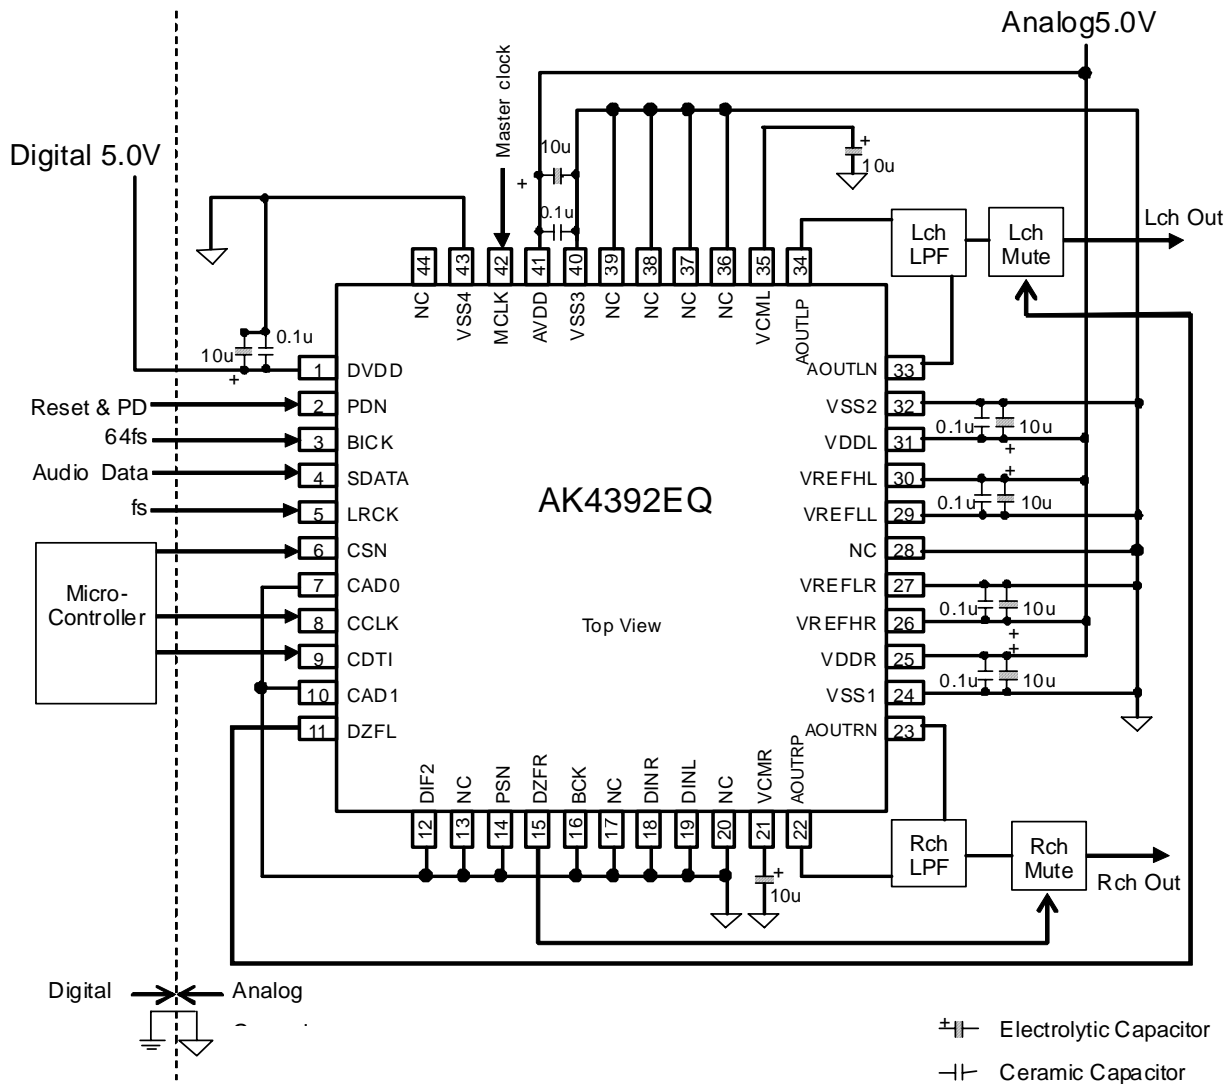 Analog5.0V
Master clock
Digital 5.0V
10u
10u
0.1u
Lch Out
Lch
LPF
Lch
Mute
44
43
42
41
40
39
38
37
36
35
34
NC
VSS4
MCLK
AVDD
VSS3
NC
NC
NC
NC
VCML
AOUTLP
0.1u
10u
1 DVDD
AOUTLN 33
Reset & PD
2 PDN
VSS2 32
64fs
3 BICK
0.1u
10u
VDDL 31
Audio Data
4 SDATA
VREFHL 30
AK4392EQ
0.1u
10u
fs
5 LRCK
VREFLL 29
6 CSN
NC 28
Micro-
Controller
7 CAD0
VREFLR 27
0.1u
10u
8 CCLK
Top View
VREFHR 26
9 CDTI
VDDR 25
0.1u
10u
10 CAD1
VSS1 24
11 DZFL
AOUTRN 23
DIF2
NC
PSN
DZFR
BCK
NC
DINR
DINL
NC
VCMR
AOUTRP
12
13
14
15
16
17
18
19
20
21
22
Rch
LPF
Rch
Mute
10u
Rch Out
Digital
Analog
Electrolytic Capacitor
Ceramic Capacitor